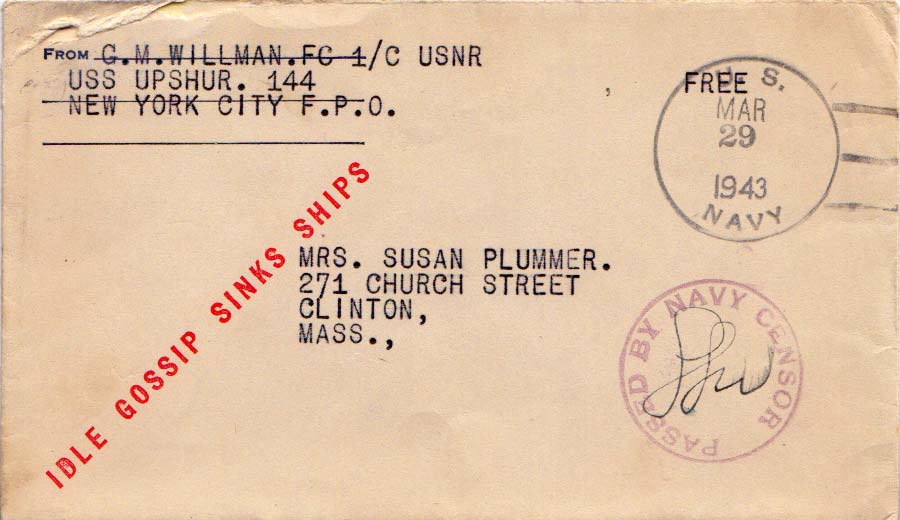 FROM G.M.WILLMAN.FC 1/C USNR
USS UPSHUR. 144
NEW YORK CITY F.P.O.
FREE
U. S.
MAR
29
1943
NAVY
IDLE GOSSIP SINKS SHIPS
MRS. SUSAN PLUMMER.
271 CHURCH STREET
CLINTON,
MASS.,
PASSED BY NAVY CENSOR